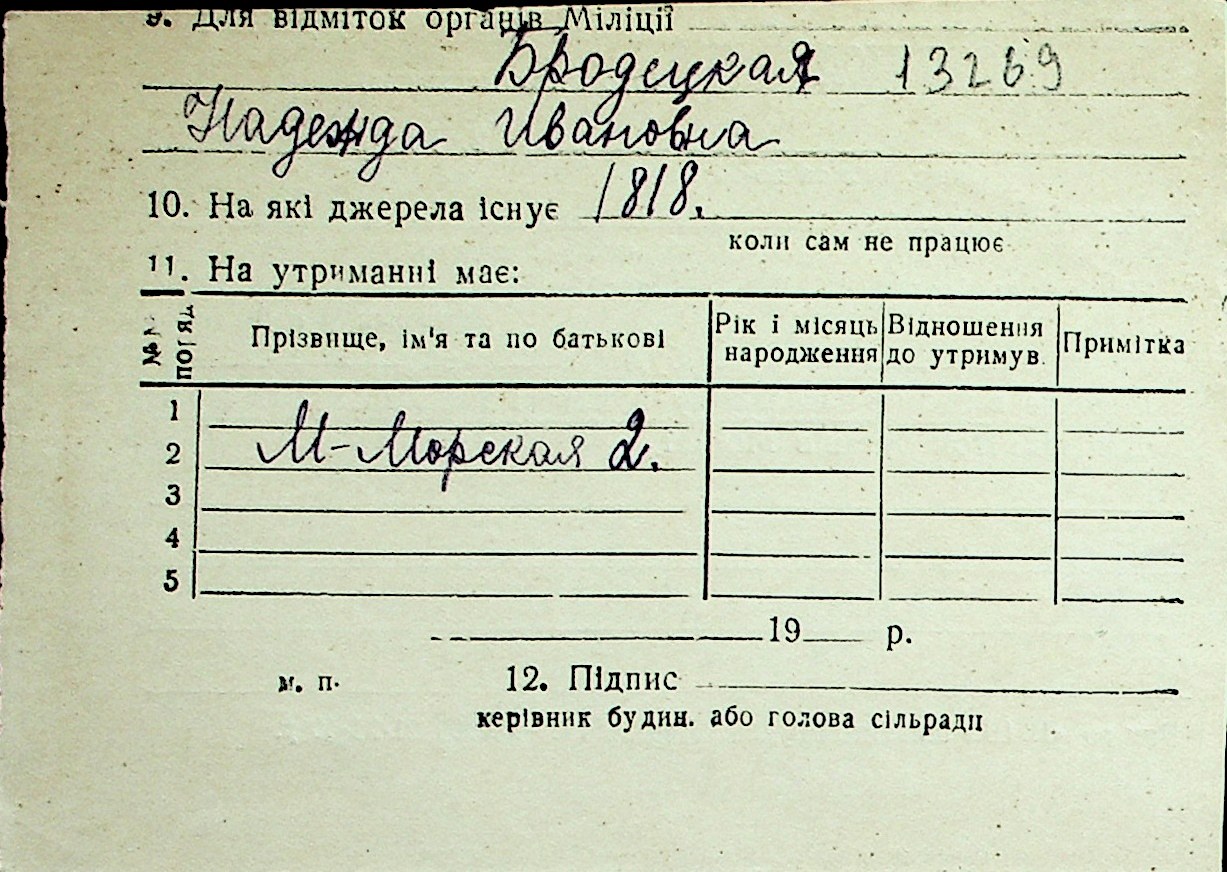 9. Для відміток органів Міліції
Бродецкая 13269
Надежда Ивановна
10. На які джерела існує 1818.
коли сам не працює
11. На утриманні має:
№№ по ряд. Прізвище, ім'я та по батькові Рік і місяць народження Відношення до утримув. Примітка
1
2 М-Морская 2.
3
4
5
19 р.
м. п. 12. Підпис
керівник будин. або голова сільради